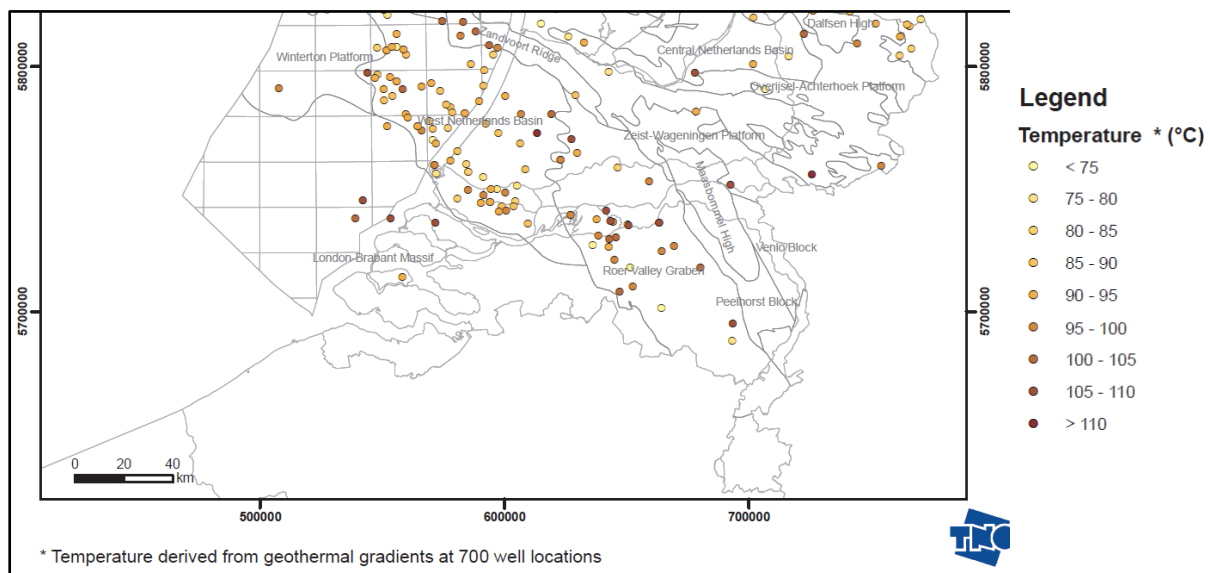 Zandvoort Ridge
Dalfsen High
Winterton Platform
Central Netherlands Basin
5800000
5800000
Overijsel-Achterhoek Platform
West Netherlands Basin
Zeist-Wageningen Platform
Maasbommel High
Venlo Block
London-Brabant Massif
Roer Valley Graben
Peelhorst Block
5700000
5700000
0 20 40
km
500000 600000 700000
Legend
Temperature * (°C)
< 75
75 - 80
80 - 85
85 - 90
90 - 95
95 - 100
100 - 105
105 - 110
> 110
TNO
* Temperature derived from geothermal gradients at 700 well locations